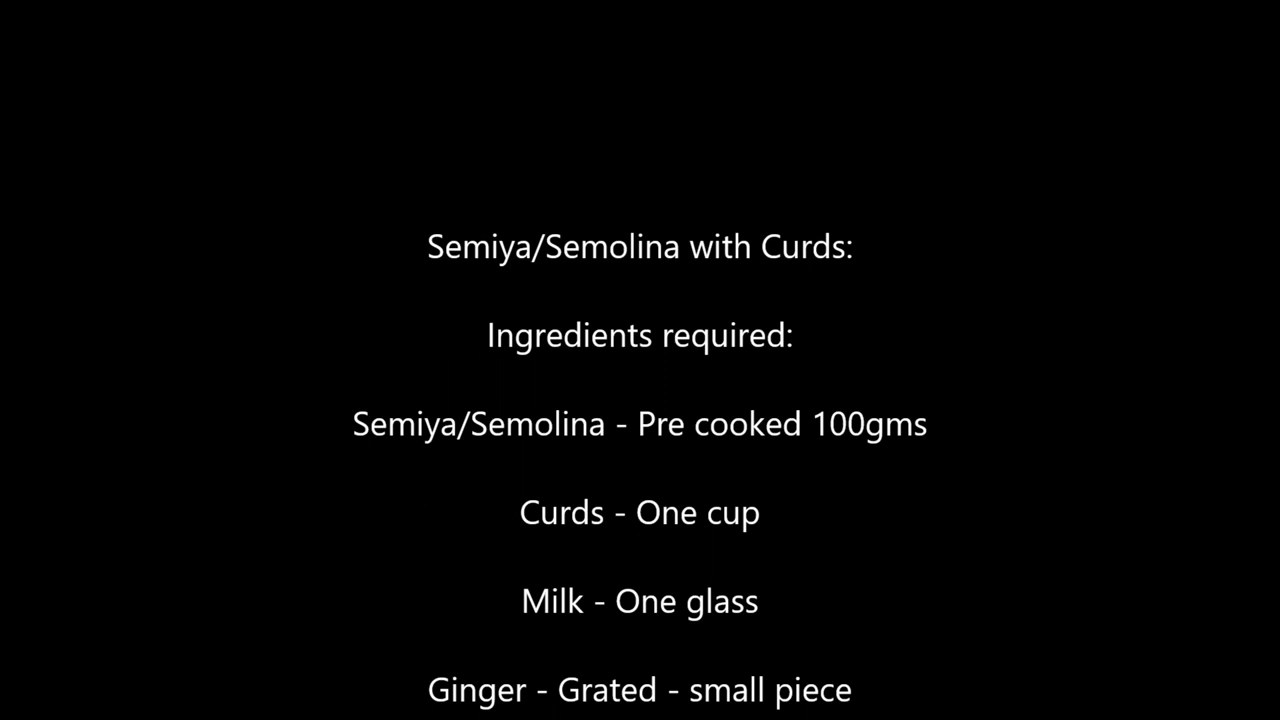 Semiya/Semolina with Curds:
Ingredients required:
Semiya/Semolina - Pre cooked 100gms
Curds - One cup
Milk - One glass
Ginger - Grated - small piece